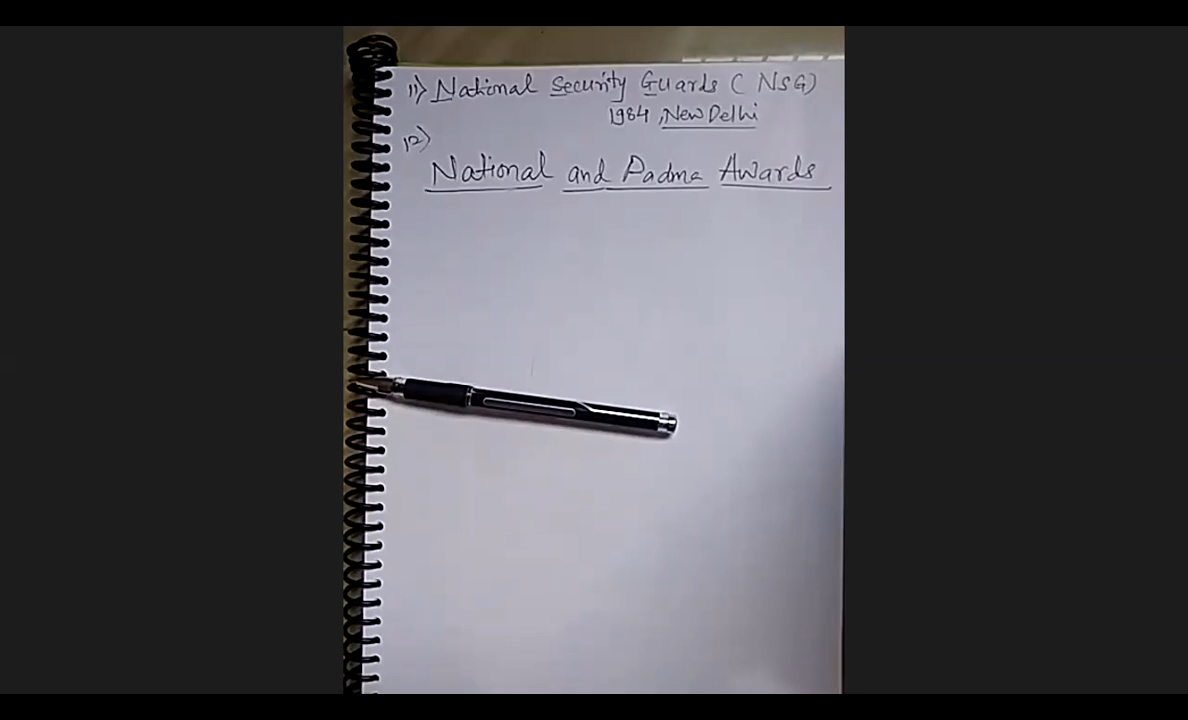 11) National Security Guards ( NSG)
1984 , New Delhi
12)
National and Padma Awards